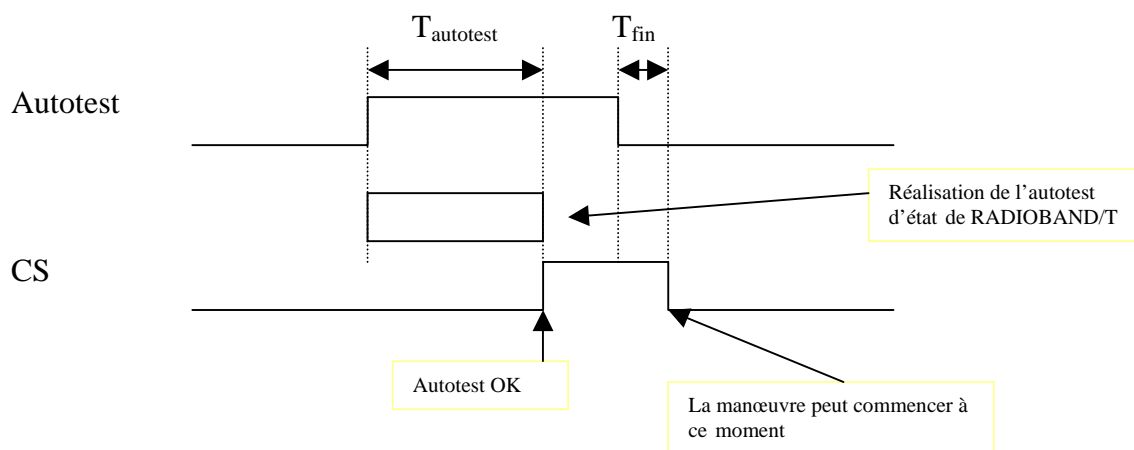 T_autotest
T_fin
Autotest
Réalisation de l’autotest
d’état de RADIOBAND/T
CS
Autotest OK
La manœuvre peut commencer à
ce moment